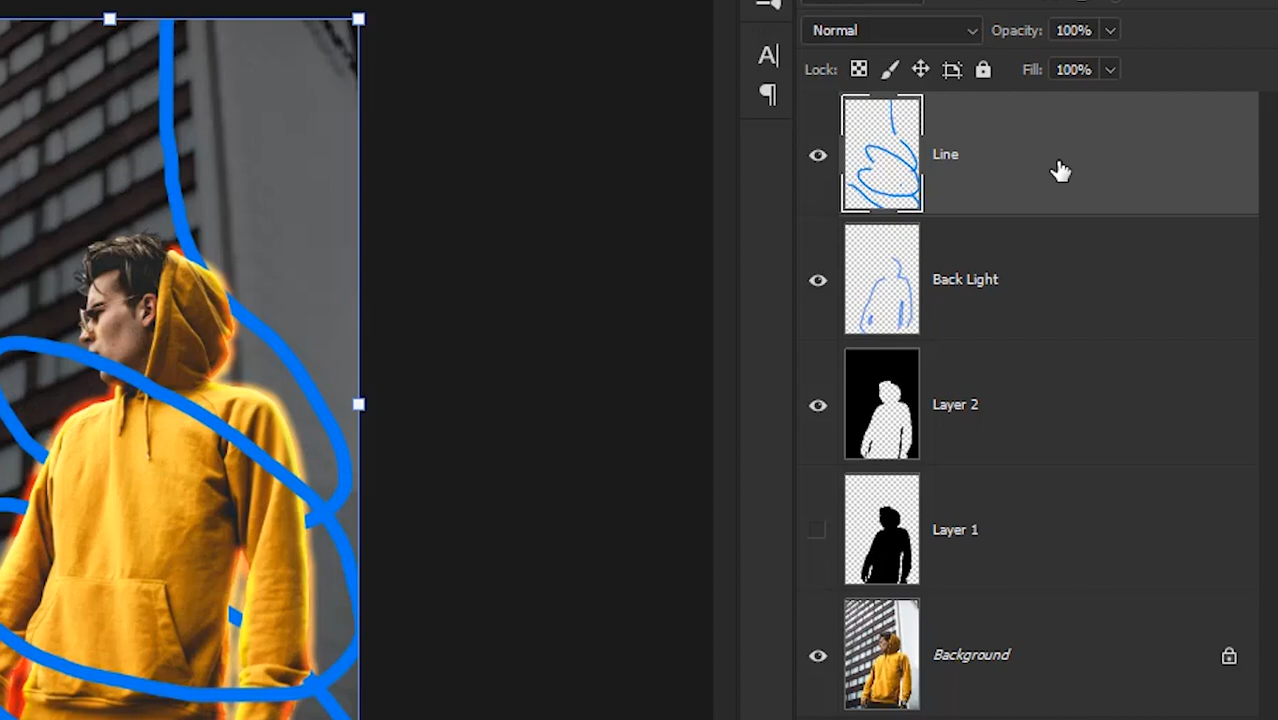 Normal
Opacity: 100%
A|
Lock:
Fill: 100%
¶
Line
Back Light
Layer 2
Layer 1
Background